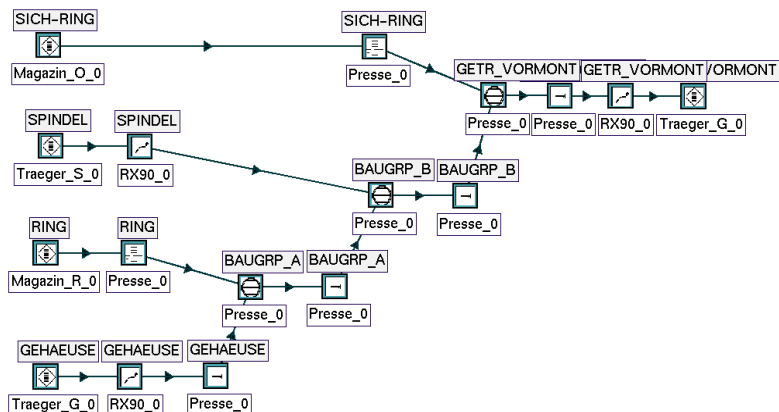 SICH-RING
SICH-RING
Magazin_O_0
Presse_0
GETR_VORMONT
GETR_VORMONT
/ORMONT
Presse_0
Presse_0
RX90_0
Traeger_G_0
SPINDEL
SPINDEL
Traeger_S_0
RX90_0
BAUGRP_B
BAUGRP_B
Presse_0
Presse_0
RING
RING
Magazin_R_0
Presse_0
BAUGRP_A
BAUGRP_A
Presse_0
Presse_0
GEHAEUSE
GEHAEUSE
GEHAEUSE
Traeger_G_0
RX90_0
Presse_0